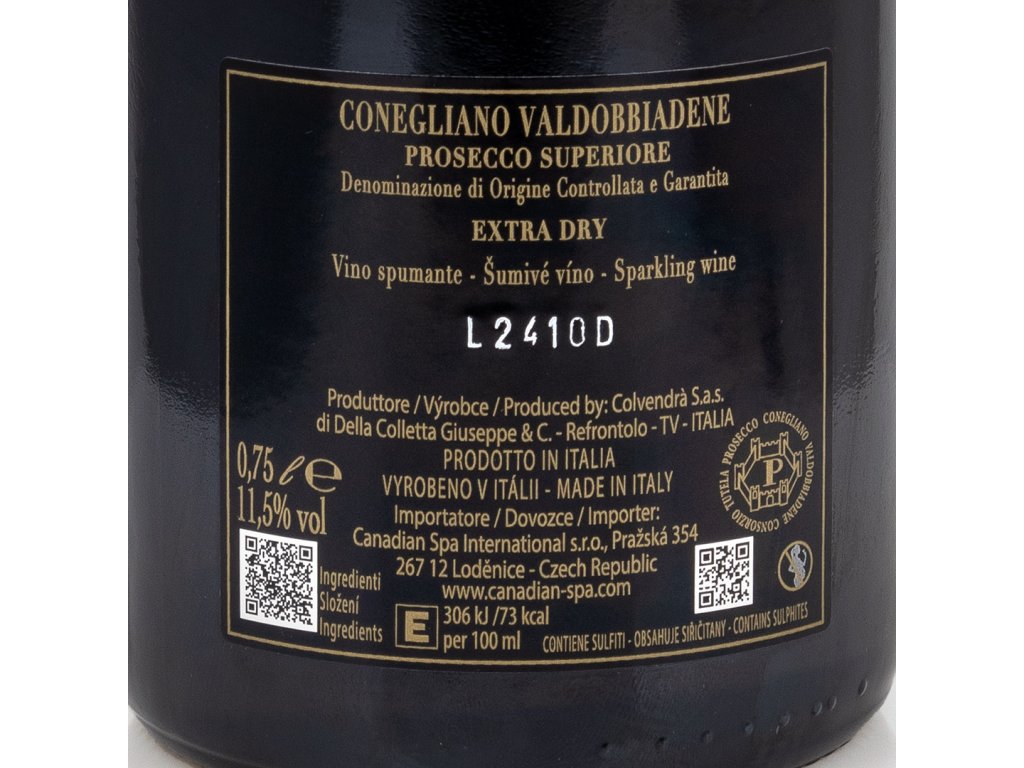 CONEGLIANO VALDOBBIADENE
PROSECCO SUPERIORE
Denominazione di Origine Controllata e Garantita
EXTRA DRY
Vino spumante - Šumivé víno - Sparkling wine
L2410D
Produttore / Výrobce / Produced by: Colvendrà S.a.s.
di Della Colletta Giuseppe & C. - Refrontolo - TV - ITALIA
PRODOTTO IN ITALIA
VYROBENO V ITÁLII - MADE IN ITALY
Importatore / Dovozce / Importer:
Canadian Spa International s.r.o., Pražská 354
267 12 Loděnice - Czech Republic
www.canadian-spa.com
0,75 ℓ e
11,5% vol
Ingredienti
Složení
Ingredients
E
306 kJ /73 kcal
per 100 ml
CONTIENE SULFITI - OBSAHUJE SIŘIČITANY - CONTAINS SULPHITES
CONSORZIO TUTELA PROSECCO CONEGLIANO VALDOBBIADENE
P